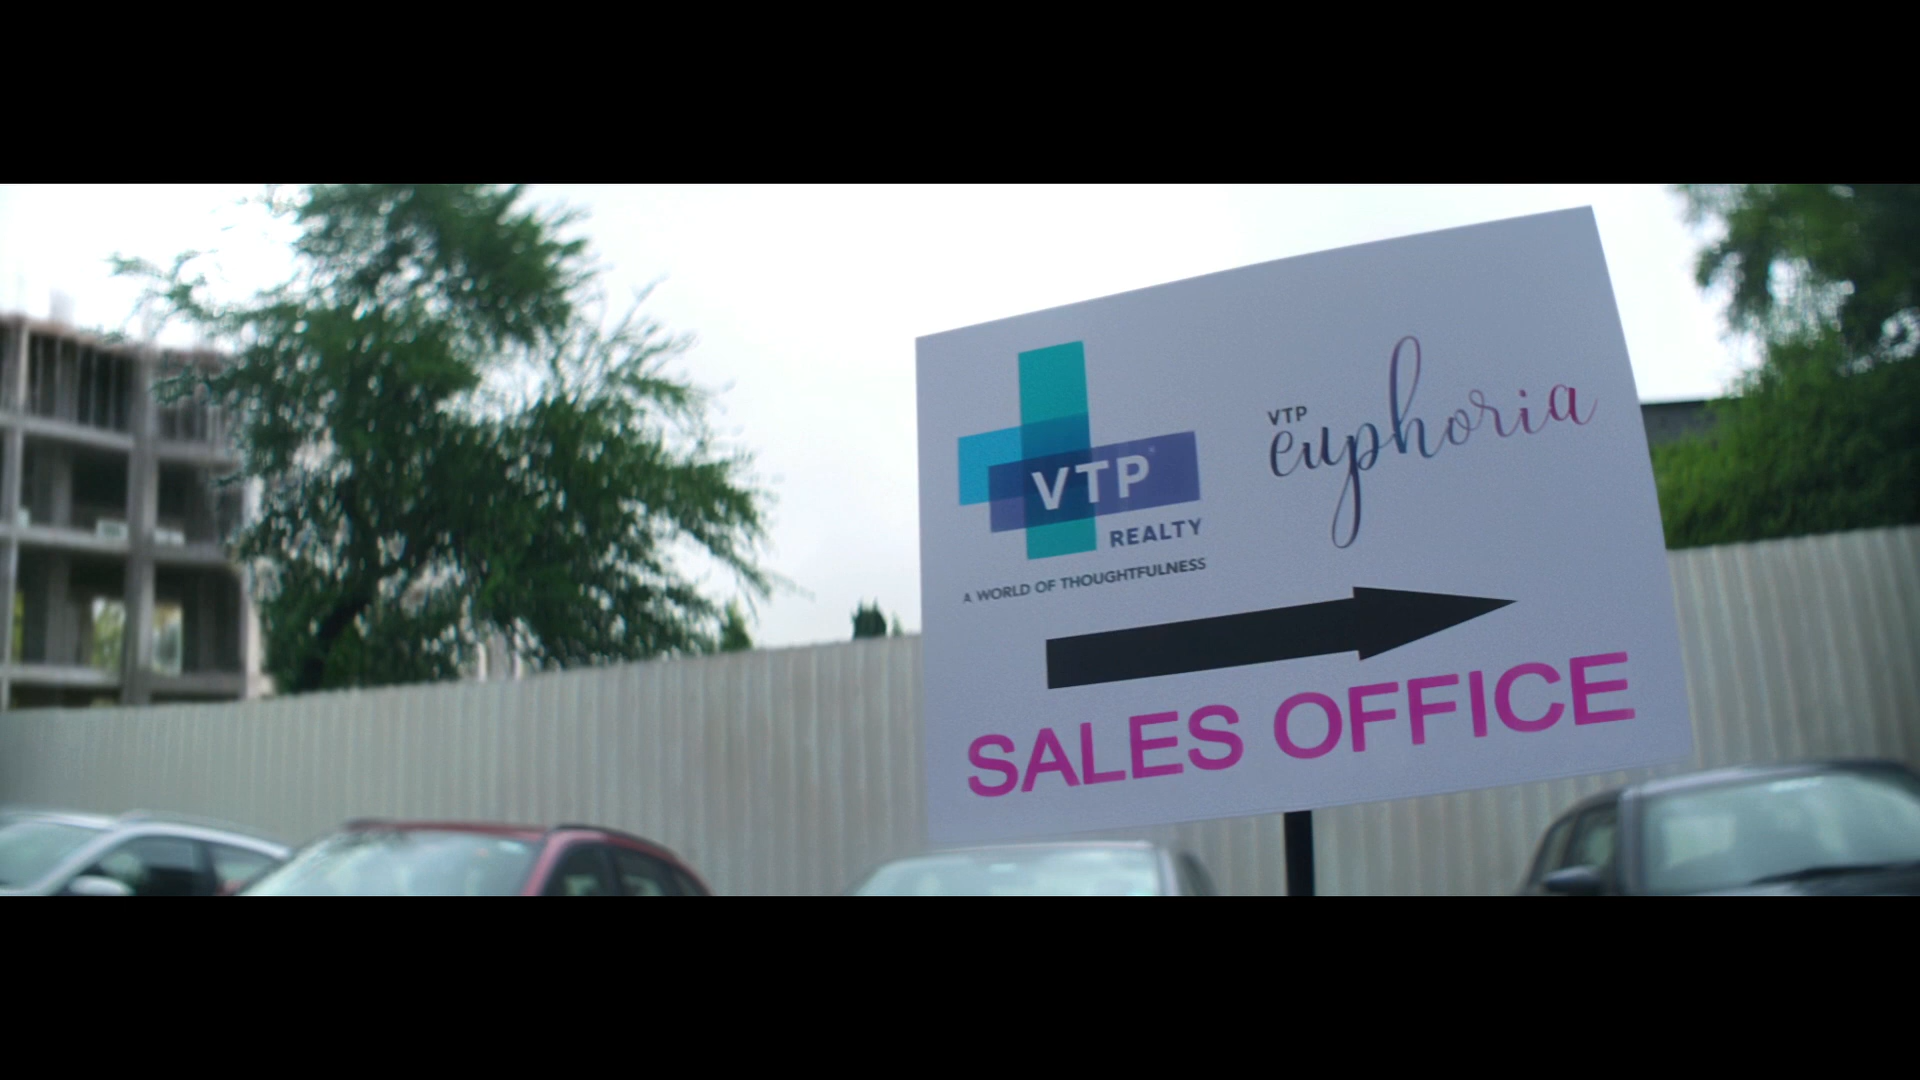 VTP
REALTY
A WORLD OF THOUGHTFULNESS
VTP
euphoria
SALES OFFICE